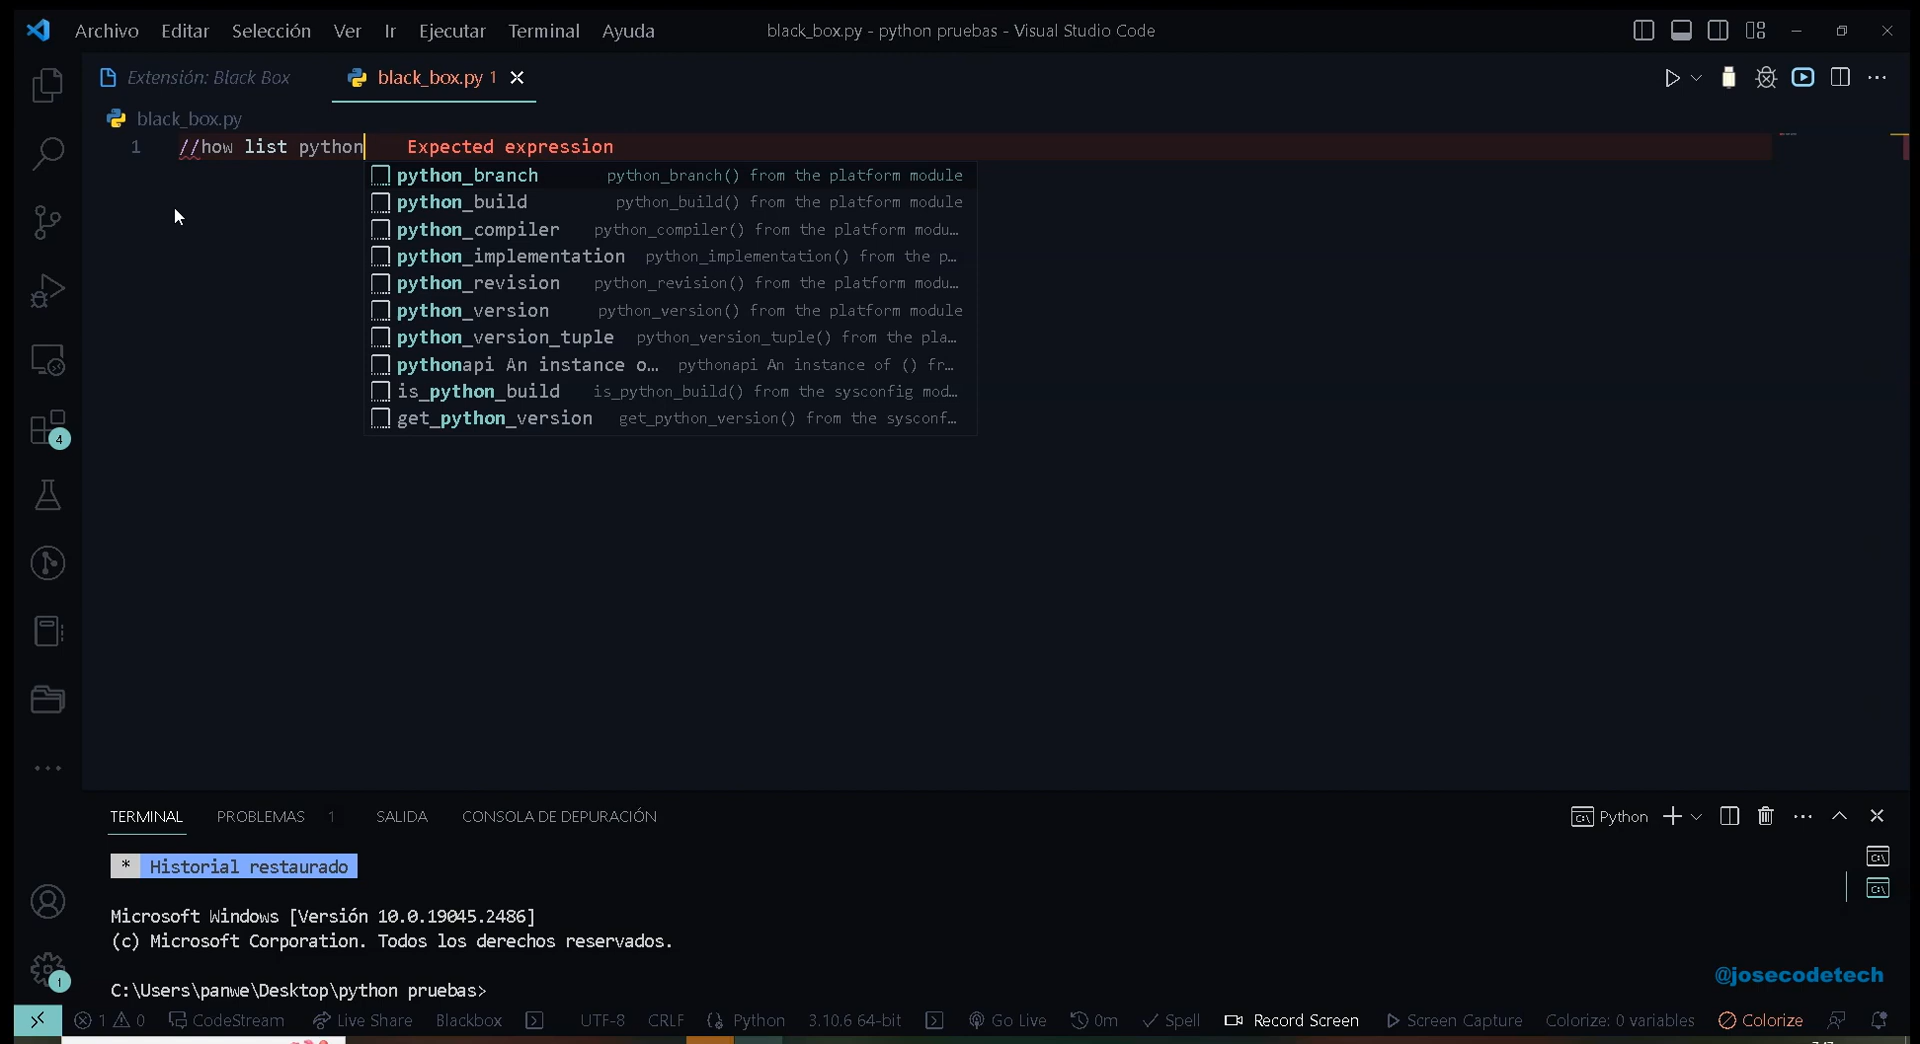 Archivo Editar Selección Ver Ir Ejecutar Terminal Ayuda black_box.py - python pruebas - Visual Studio Code
Extensión: Black Box black_box.py 1
black_box.py
1 //how list python Expected expression
python_branch python_branch() from the platform module
python_build python_build() from the platform module
python_compiler python_compiler() from the platform modu…
python_implementation python_implementation() from the p…
python_revision python_revision() from the platform modu…
python_version python_version() from the platform module
python_version_tuple python_version_tuple() from the pla…
pythonapi An instance o… pythonapi An instance of () fr…
is_python_build is_python_build() from the sysconfig mod…
get_python_version get_python_version() from the sysconf…
4
TERMINAL PROBLEMAS 1 SALIDA CONSOLA DE DEPURACIÓN Python
* Historial restaurado
Microsoft Windows [Versión 10.0.19045.2486]
(c) Microsoft Corporation. Todos los derechos reservados.
1
@josecodetech
C:\Users\panwe\Desktop\python pruebas>
1 0 CodeStream Live Share Blackbox UTF-8 CRLF Python 3.10.6 64-bit Go Live 0m Spell Record Screen Screen Capture Colorize: 0 variables Colorize